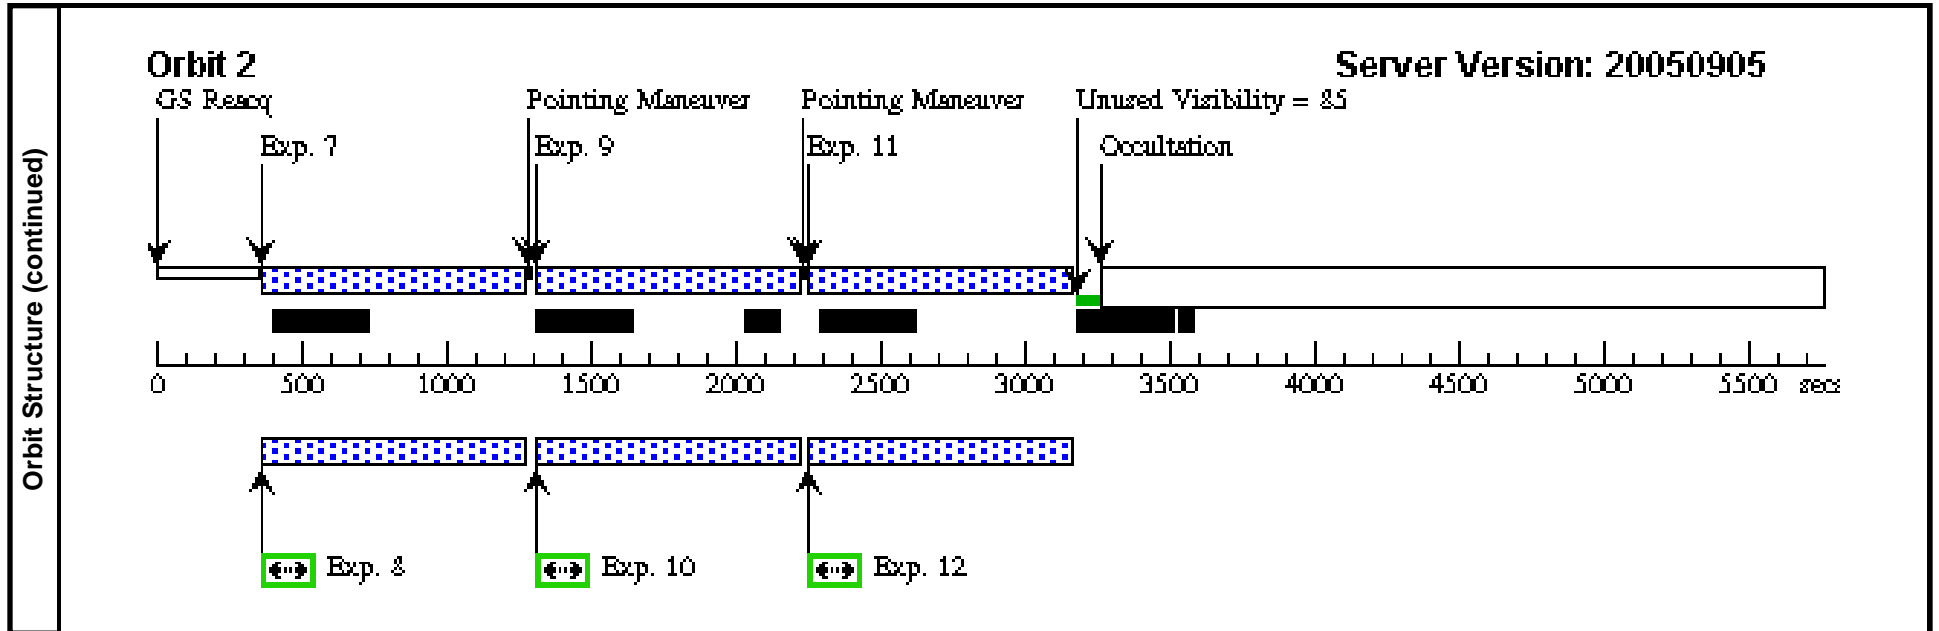 Orbit Structure (continued)
Orbit 2
Server Version: 20050905
GS Reacq
Pointing Maneuver
Pointing Maneuver
Unused Visibility = 85
Exp. 7
Exp. 9
Exp. 11
Occultation
0 500 1000 1500 2000 2500 3000 3500 4000 4500 5000 5500 secs
Exp. 8
Exp. 10
Exp. 12